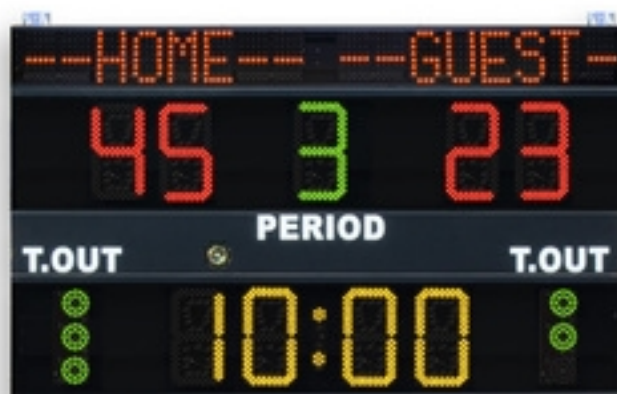 --HOME-- --GUEST-
45 3 23
PERIOD
T.OUT T.OUT
10:00